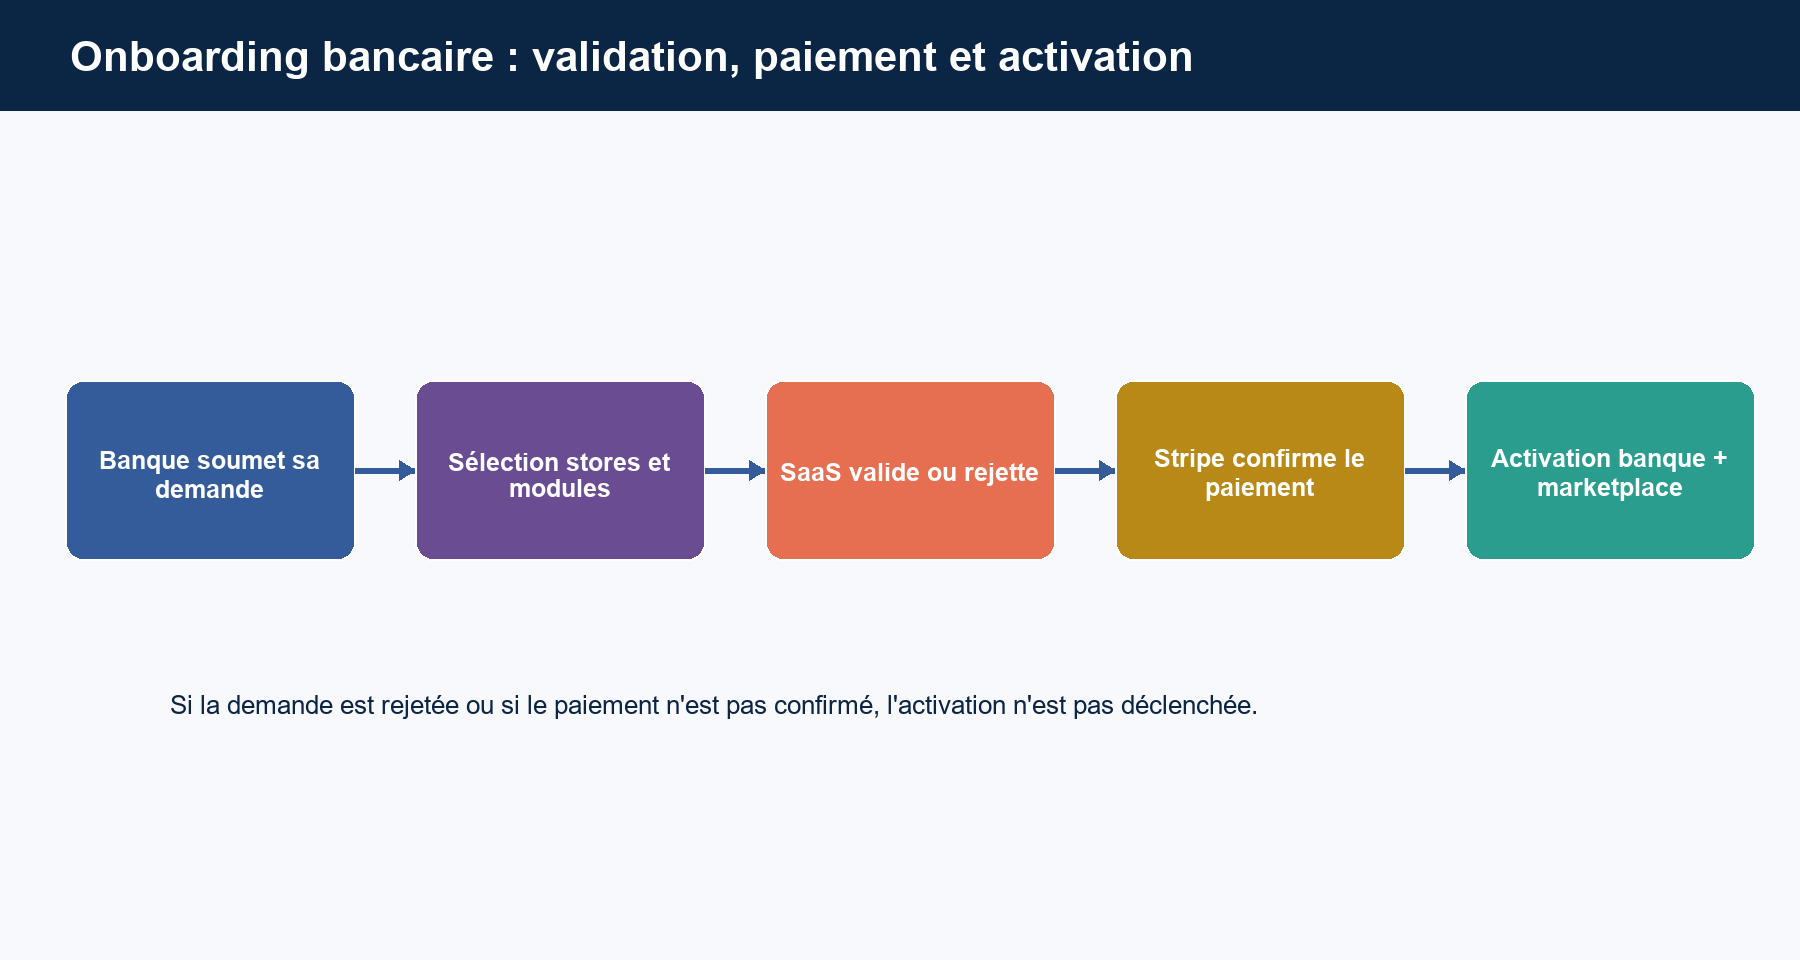 Onboarding bancaire : validation, paiement et activation
Banque soumet sa
demande
Sélection stores et
modules
SaaS valide ou rejette
Stripe confirme le
paiement
Activation banque +
marketplace
Si la demande est rejetée ou si le paiement n'est pas confirmé, l'activation n'est pas déclenchée.